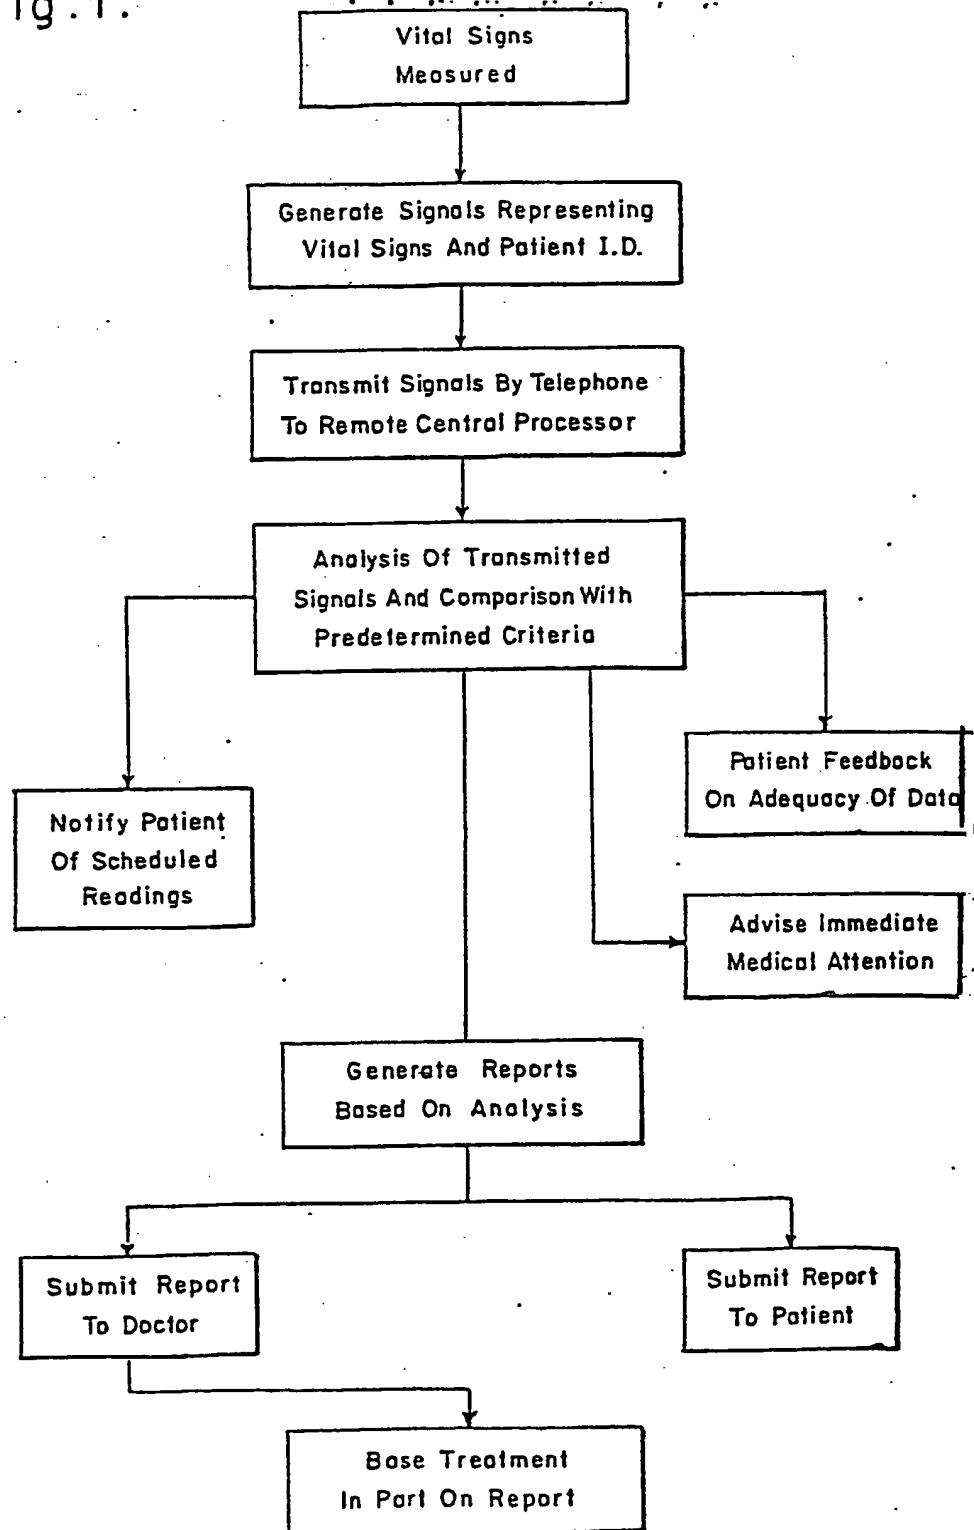 ig.1.
Vital Signs
Measured
Generate Signals Representing
Vital Signs And Patient I.D.
Transmit Signals By Telephone
To Remote Central Processor
Analysis Of Transmitted
Signals And Comparison With
Predetermined Criteria
Patient Feedback
On Adequacy Of Data
Notify Patient
Of Scheduled
Readings
Advise Immediate
Medical Attention
Generate Reports
Based On Analysis
Submit Report
To Doctor
Submit Report
To Patient
Base Treatment
In Part On Report